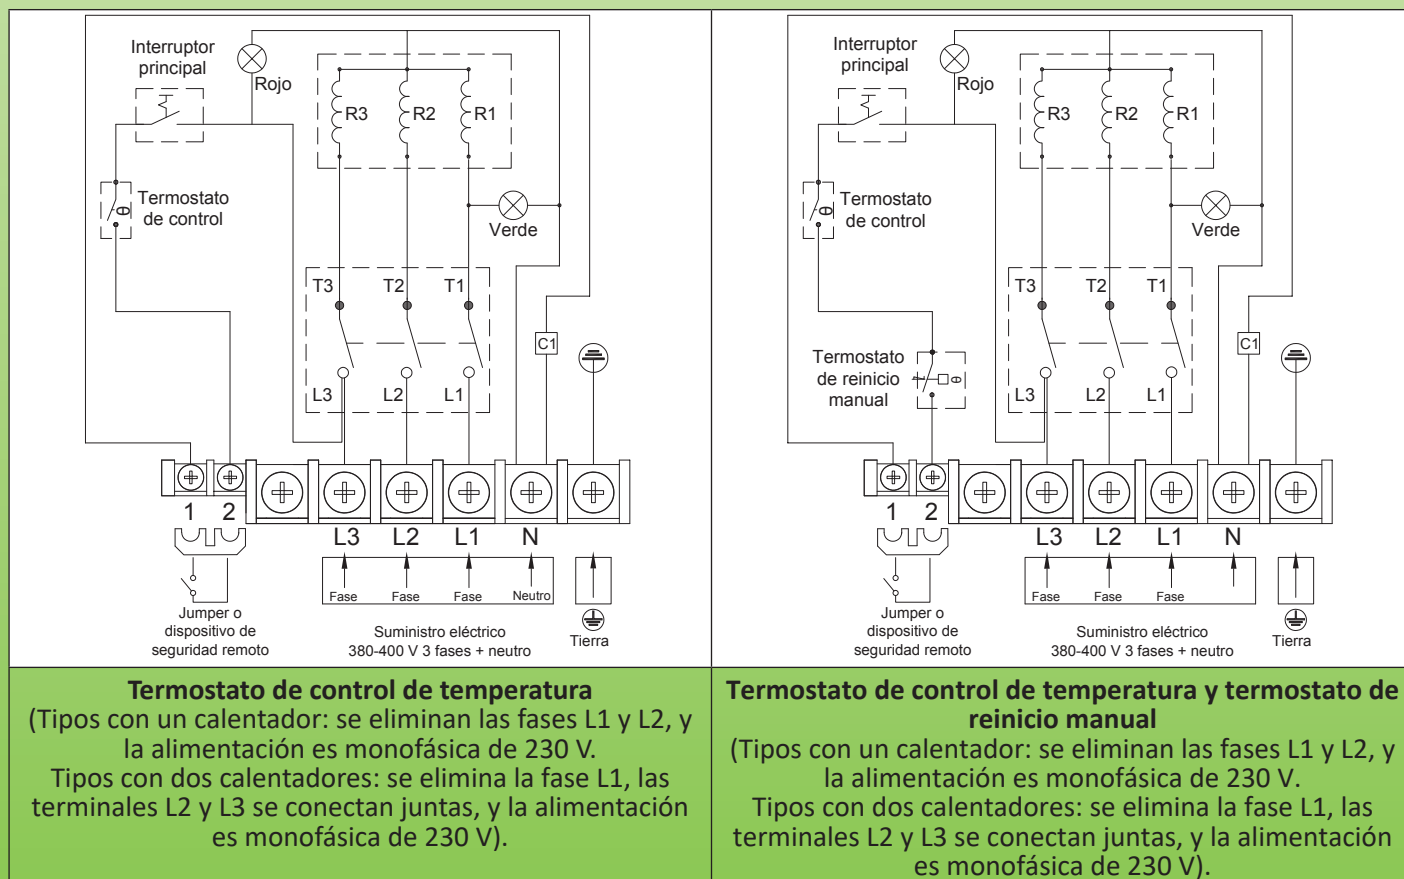 Interruptor
principal
Rojo
R3 R2 R1
Termostato
de control
θ
Verde
T3 T2 T1
C1
L3 L2 L1
1 2
L3 L2 L1 N
Fase Fase Fase Neutro
Jumper o
dispositivo de
seguridad remoto
Suministro eléctrico
380-400 V 3 fases + neutro
Tierra
Termostato de control de temperatura
(Tipos con un calentador: se eliminan las fases L1 y L2, y
la alimentación es monofásica de 230 V.
Tipos con dos calentadores: se elimina la fase L1, las
terminales L2 y L3 se conectan juntas, y la alimentación
es monofásica de 230 V).
Interruptor
principal
Rojo
R3 R2 R1
Termostato
de control
θ
Verde
T3 T2 T1
C1
Termostato
de reinicio
manual
θ
L3 L2 L1
1 2
L3 L2 L1 N
Fase Fase Fase
Jumper o
dispositivo de
seguridad remoto
Suministro eléctrico
380-400 V 3 fases + neutro
Tierra
Termostato de control de temperatura y termostato de
reinicio manual
(Tipos con un calentador: se eliminan las fases L1 y L2, y
la alimentación es monofásica de 230 V.
Tipos con dos calentadores: se elimina la fase L1, las
terminales L2 y L3 se conectan juntas, y la alimentación
es monofásica de 230 V).